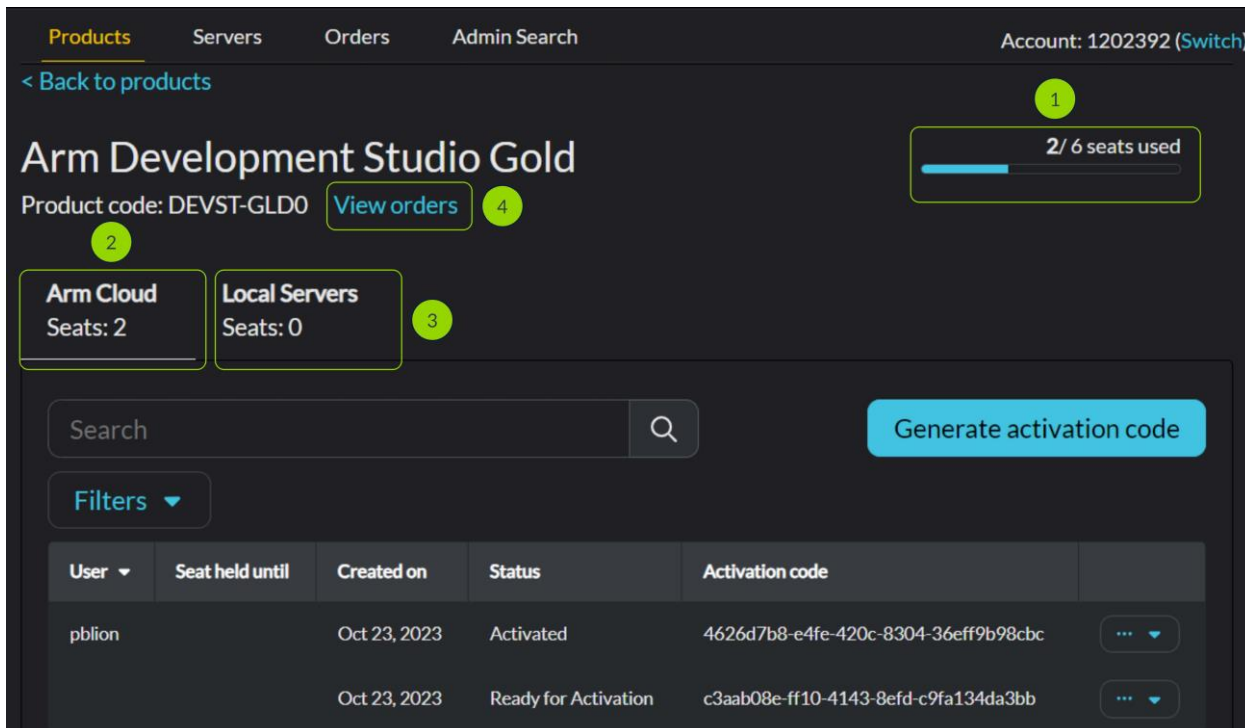 Products Servers Orders Admin Search Account: 1202392 (Switch)
< Back to products
1
2/ 6 seats used
Arm Development Studio Gold
Product code: DEVST-GLD0 View orders 4
2
Arm Cloud Local Servers
Seats: 2 Seats: 0 3
Search Generate activation code
Filters
User Seat held until Created on Status Activation code
pblion Oct 23, 2023 Activated 4626d7b8-e4fe-420c-8304-36eff9b98cbc ...
Oct 23, 2023 Ready for Activation c3aab08e-ff10-4143-8efd-c9fa134da3bb ...